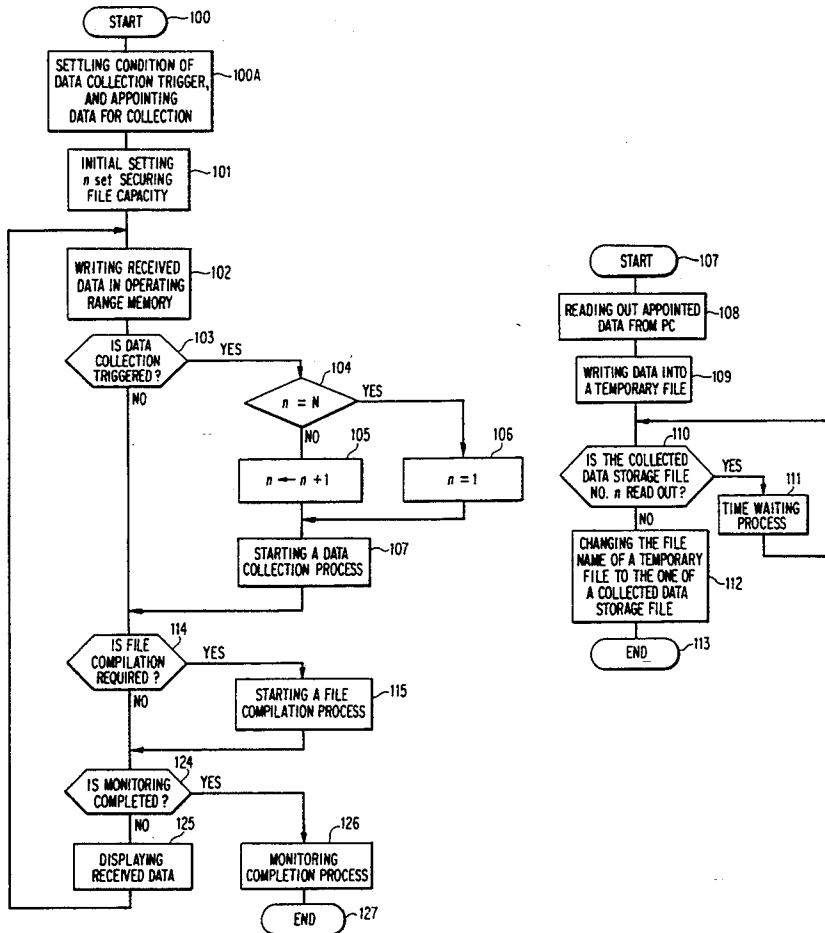 START
100
SETTLING CONDITION OF
DATA COLLECTION TRIGGER,
AND APPOINTING
DATA FOR COLLECTION
100A
INITIAL SETTING
n set SECURING
FILE CAPACITY
101
WRITING RECEIVED
DATA IN OPERATING
RANGE MEMORY
102
IS DATA
COLLECTION
TRIGGERED ?
103
YES
NO
104
n = N
YES
NO
105
n ← n +1
106
n = 1
STARTING A DATA
COLLECTION PROCESS
107
IS FILE
COMPILATION
REQUIRED ?
114
YES
NO
STARTING A FILE
COMPILATION PROCESS
115
IS MONITORING
COMPLETED ?
124
YES
NO
125
DISPLAYING
RECEIVED DATA
126
MONITORING
COMPLETION PROCESS
END
127
START
107
READING OUT APPOINTED
DATA FROM PC
108
WRITING DATA INTO
A TEMPORARY FILE
109
110
IS THE COLLECTED
DATA STORAGE FILE
NO. n READ OUT ?
YES
NO
111
TIME WAITING
PROCESS
CHANGING THE FILE
NAME OF A TEMPORARY
FILE TO THE ONE OF
A COLLECTED DATA
STORAGE FILE
112
END
113